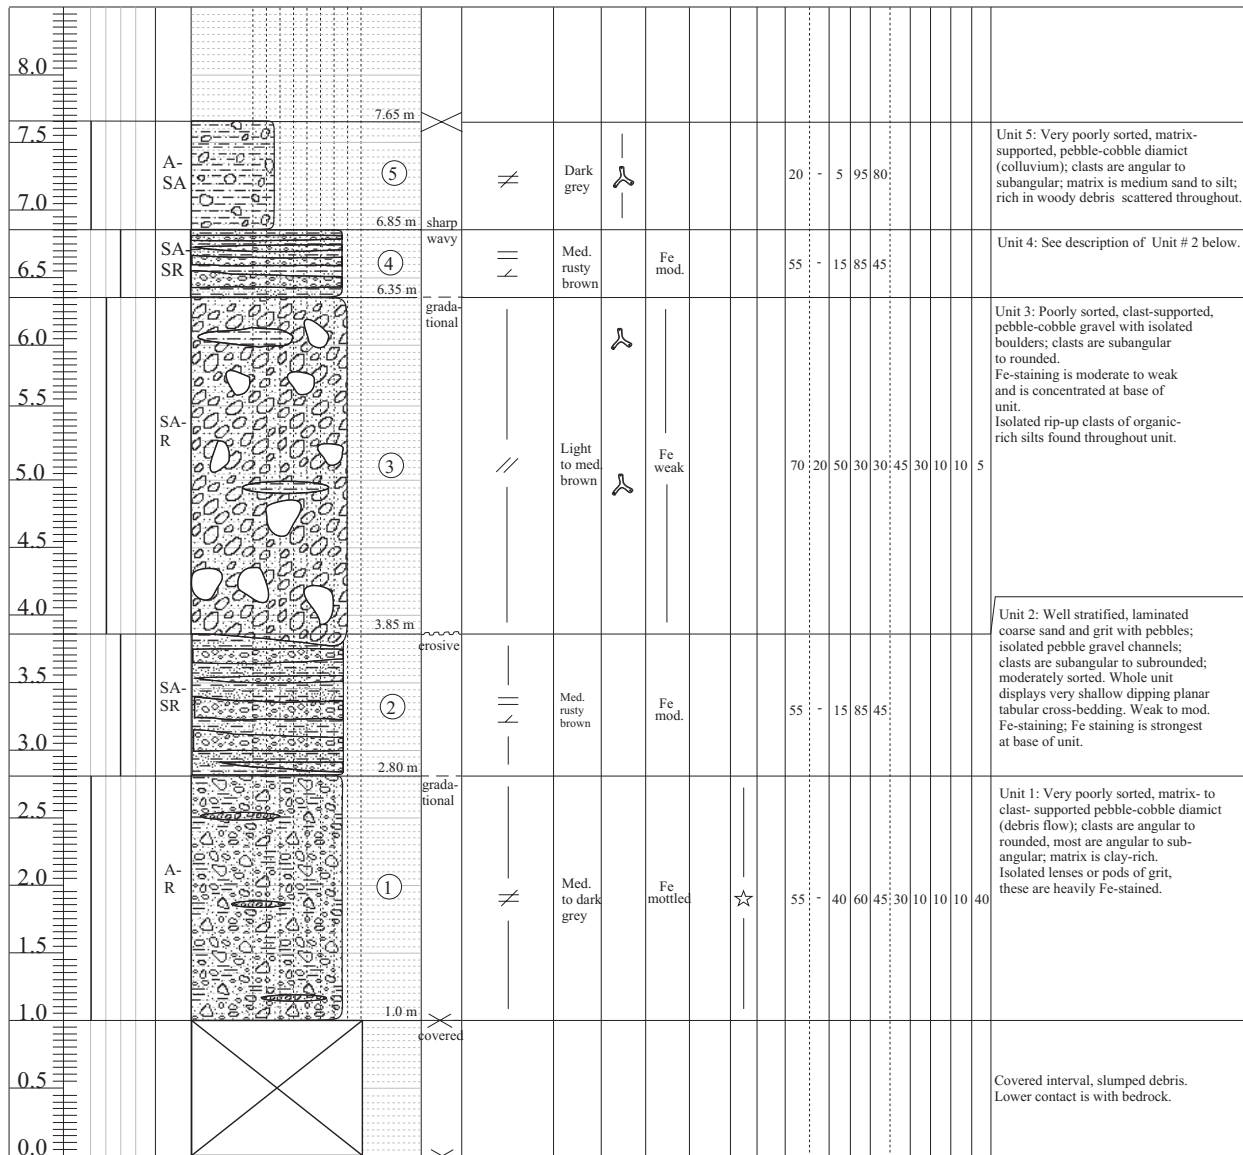 8.0
7.65 m
7.5
A-
SA
5
Dark
grey
20 - 5 95 80
Unit 5: Very poorly sorted, matrix-
supported, pebble-cobble diamict
(colluvium); clasts are angular to
subangular; matrix is medium sand to silt;
rich in woody debris scattered throughout.
7.0
6.85 m
sharp
wavy
SA-
SR
4
Med.
rusty
brown
Fe
mod.
55 - 15 85 45
Unit 4: See description of Unit # 2 below.
6.5
6.35 m
grada-
tional
6.0
5.5
SA-
R
3
Light
to med.
brown
Fe
weak
70 20 50 30 30 45 30 10 10 5
Unit 3: Poorly sorted, clast-supported,
pebble-cobble gravel with isolated
boulders; clasts are subangular
to rounded.
Fe-staining is moderate to weak
and is concentrated at base of
unit.
Isolated rip-up clasts of organic-
rich silts found throughout unit.
5.0
4.5
4.0
3.85 m
erosive
3.5
SA-
SR
2
Med.
rusty
brown
Fe
mod.
55 - 15 85 45
Unit 2: Well stratified, laminated
coarse sand and grit with pebbles;
isolated pebble gravel channels;
clasts are subangular to subrounded;
moderately sorted. Whole unit
displays very shallow dipping planar
tabular cross-bedding. Weak to mod.
Fe-staining; Fe staining is strongest
at base of unit.
3.0
2.80 m
grada-
tional
2.5
A-
R
1
Med.
to dark
grey
Fe
mottled
55 - 40 60 45 30 10 10 10 40
Unit 1: Very poorly sorted, matrix- to
clast- supported pebble-cobble diamict
(debris flow); clasts are angular to
rounded, most are angular to sub-
angular; matrix is clay-rich.
Isolated lenses or pods of grit,
these are heavily Fe-stained.
2.0
1.5
1.0
1.0 m
covered
0.5
Covered interval, slumped debris.
Lower contact is with bedrock.
0.0